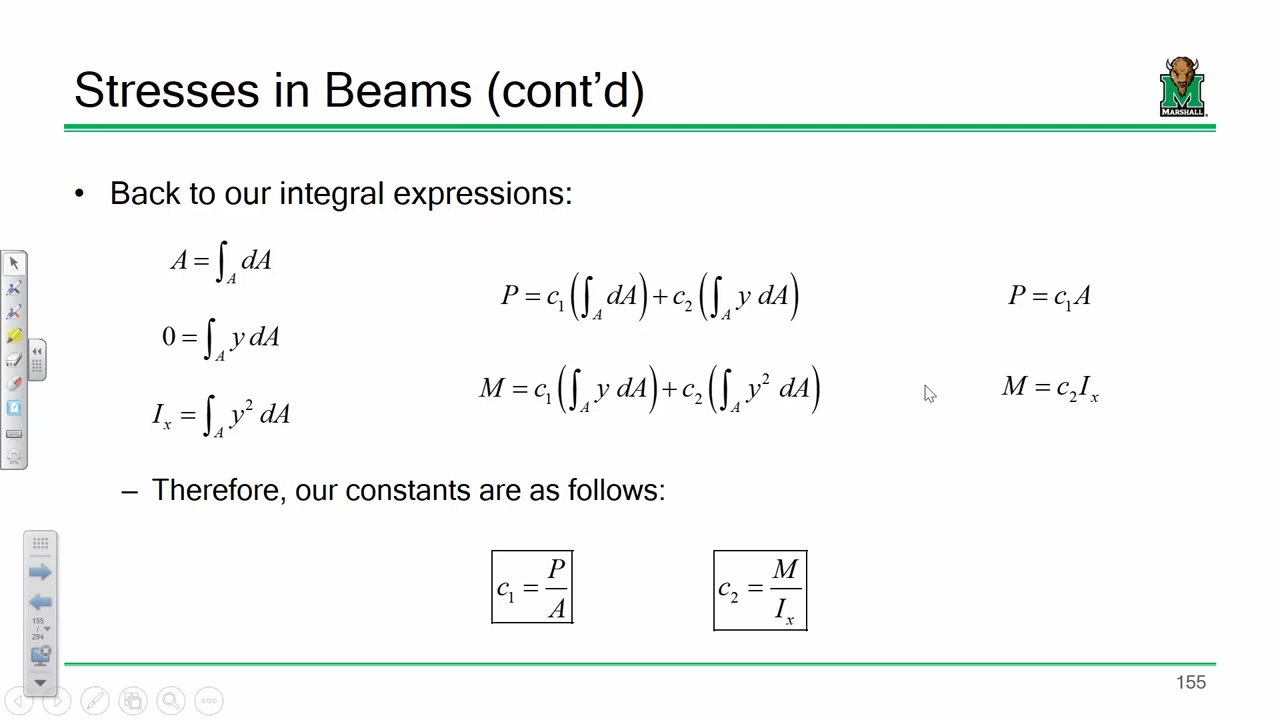 Stresses in Beams (cont’d)
MARSHALL
• Back to our integral expressions:
A = ∫_A dA
0 = ∫_A y dA
I_x = ∫_A y² dA
P = c₁(∫_A dA) + c₂(∫_A y dA)
M = c₁(∫_A y dA) + c₂(∫_A y² dA)
P = c₁A
M = c₂I_x
– Therefore, our constants are as follows:
c₁ = P/A
c₂ = M/I_x
155
/
294
155